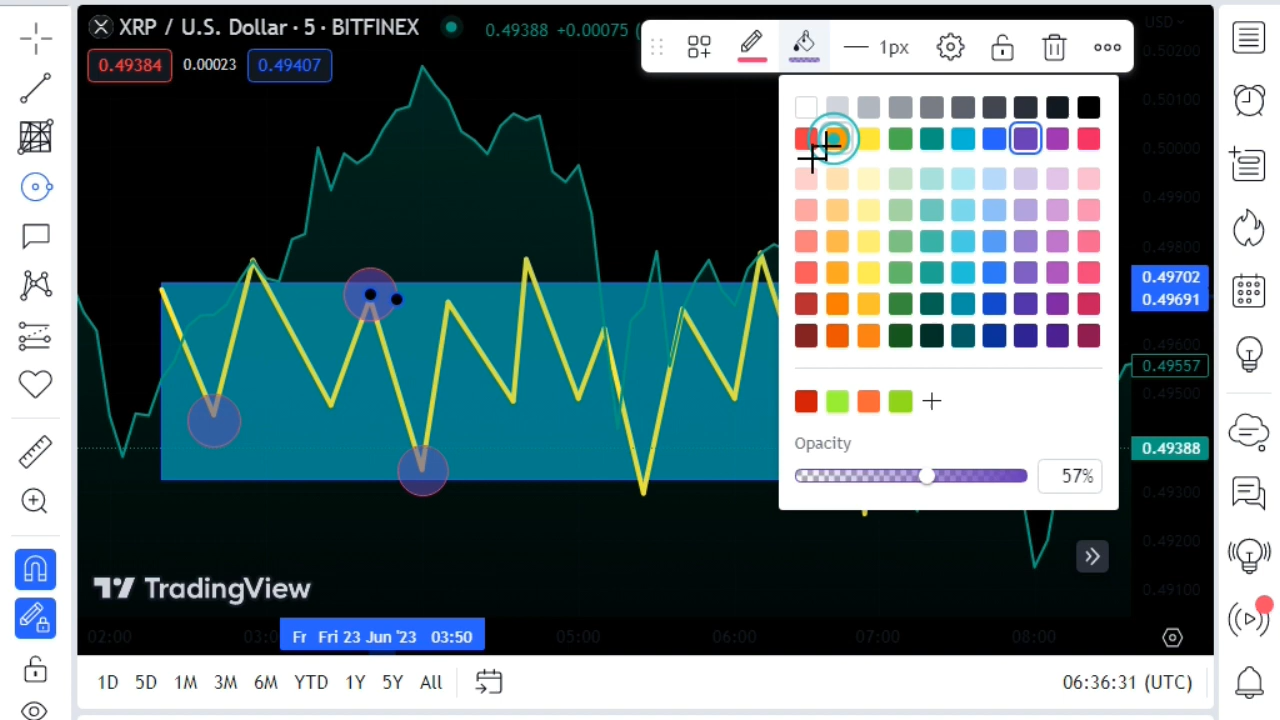 XRP / U.S. Dollar · 5 · BITFINEX
0.49388 +0.00075 (
USD
0.49384
0.00023
0.49407
1px
0.50200
0.50100
0.50000
0.49900
0.49800
0.49702
0.49691
0.49600
0.49557
0.49500
0.49388
0.49300
0.49200
0.49100
Opacity
57%
TradingView
02:00
03:0
Fr Fri 23 Jun '23 03:50
05:00
06:00
07:00
08:00
1D 5D 1M 3M 6M YTD 1Y 5Y All
06:36:31 (UTC)